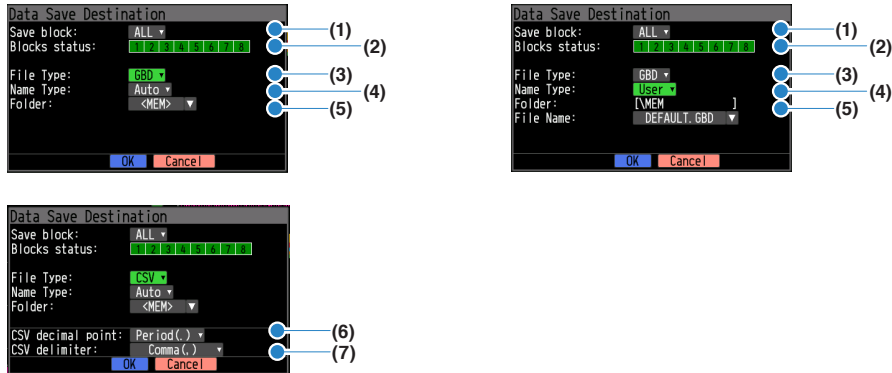 Data Save Destination
Save block: ALL ▼ (1)
Blocks status: 1 2 3 4 5 6 7 8 (2)
File Type: GBD ▼ (3)
Name Type: Auto ▼ (4)
Folder: <MEM> ▼ (5)
OK Cancel
Data Save Destination
Save block: ALL ▼ (1)
Blocks status: 1 2 3 4 5 6 7 8 (2)
File Type: GBD ▼ (3)
Name Type: User ▼ (4)
Folder: [\MEM ] (5)
File Name: DEFAULT.GBD ▼
OK Cancel
Data Save Destination
Save block: ALL ▼
Blocks status: 1 2 3 4 5 6 7 8
File Type: CSV ▼
Name Type: Auto ▼
Folder: <MEM> ▼
CSV decimal point: Period(.) ▼ (6)
CSV delimiter: Comma(,) ▼ (7)
OK Cancel